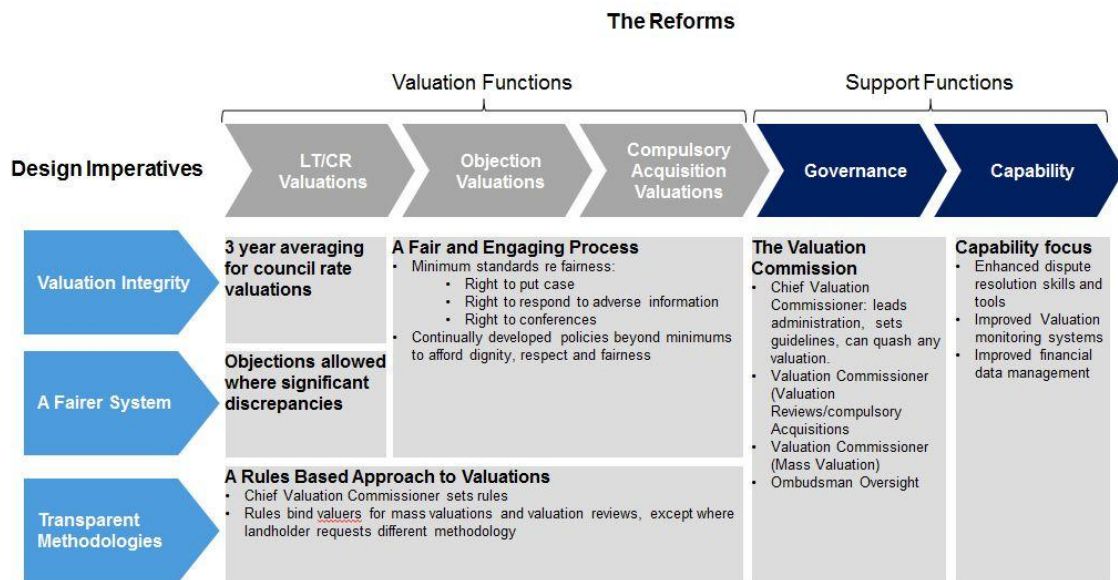 The Reforms
Valuation Functions
Support Functions
Design Imperatives
LT/CR
Valuations
Objection
Valuations
Compulsory
Acquisition
Valuations
Governance
Capability
Valuation Integrity
3 year averaging
for council rate
valuations
A Fair and Engaging Process
• Minimum standards re fairness:
• Right to put case
• Right to respond to adverse information
• Right to conferences
• Continually developed policies beyond minimums
to afford dignity, respect and fairness
The Valuation
Commission
• Chief Valuation
Commissioner: leads
administration, sets
guidelines, can quash any
valuation.
• Valuation Commissioner
(Valuation
Reviews/compulsory
Acquisitions
• Valuation Commissioner
(Mass Valuation)
• Ombudsman Oversight
Capability focus
• Enhanced dispute
resolution skills and
tools
• Improved Valuation
monitoring systems
• Improved financial
data management
A Fairer System
Objections allowed
where significant
discrepancies
Transparent
Methodologies
A Rules Based Approach to Valuations
• Chief Valuation Commissioner sets rules
• Rules bind valuers for mass valuations and valuation reviews, except where
landholder requests different methodology